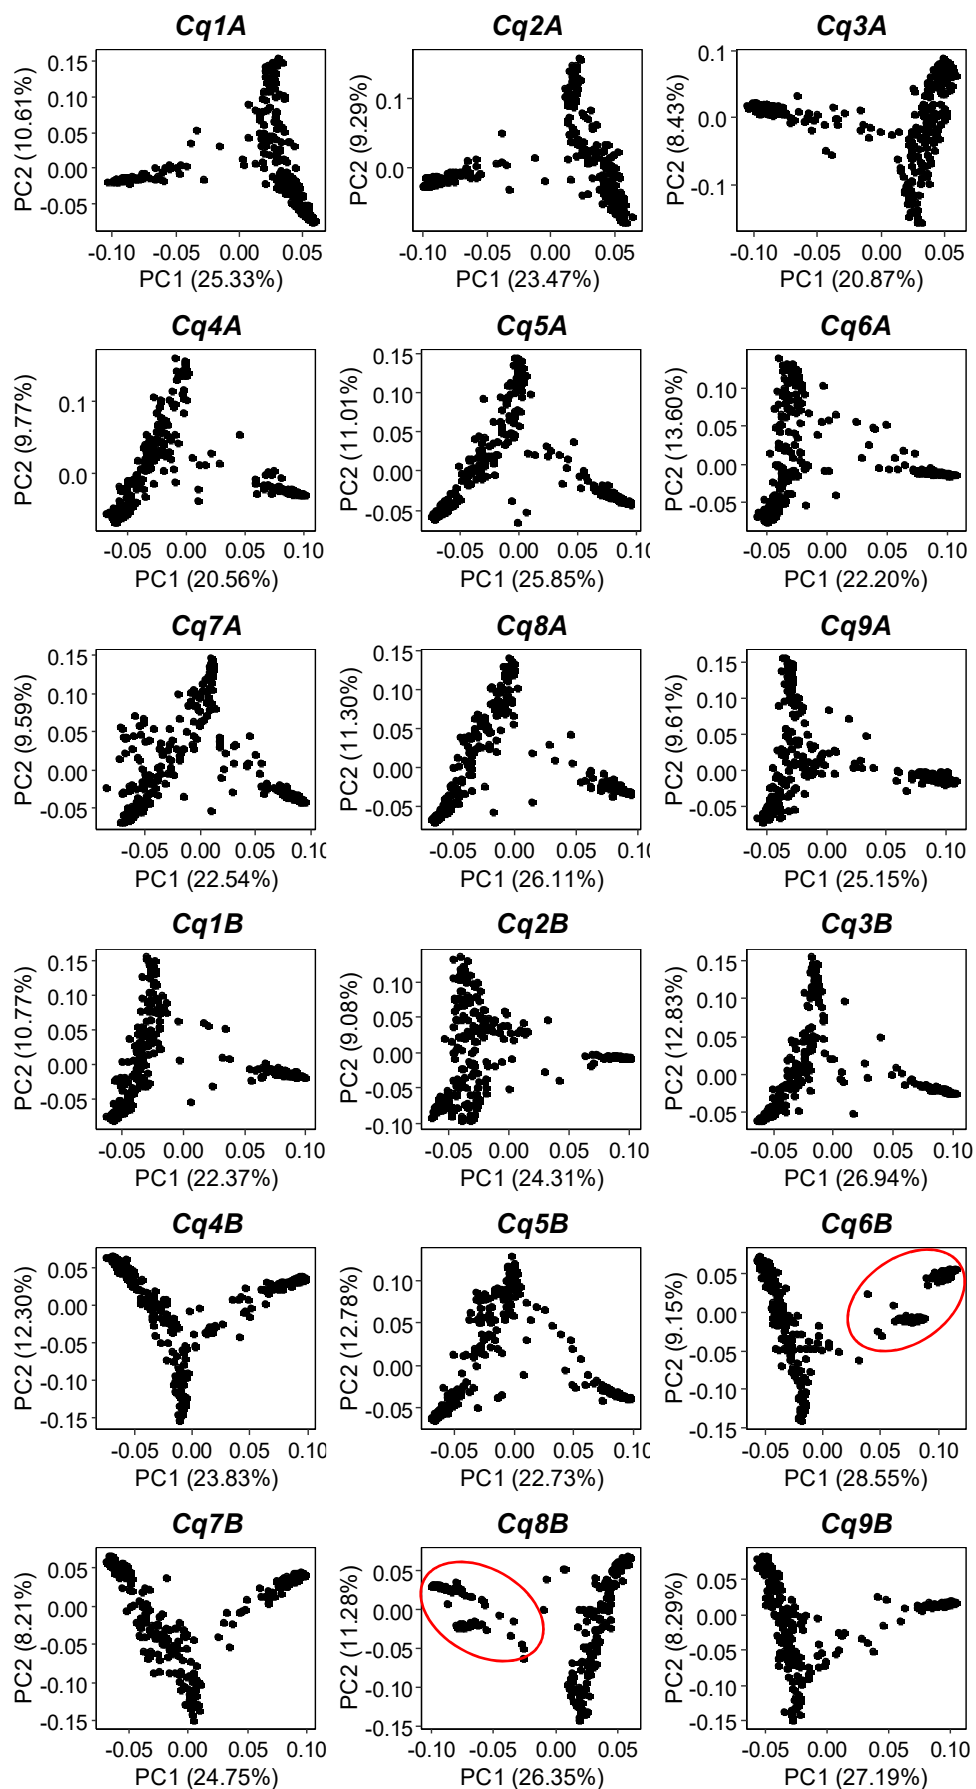 Cq1A Cq2A Cq3A
PC2 (10.61%) 0.15 0.10 0.05 0.00 -0.05 -0.10 -0.05 0.00 0.05 PC1 (25.33%)
PC2 (9.29%) 0.1 0.0 -0.10 -0.05 0.00 0.05 PC1 (23.47%)
PC2 (8.43%) 0.1 0.0 -0.1 -0.10 -0.05 0.00 0.05 PC1 (20.87%)
Cq4A Cq5A Cq6A
PC2 (9.77%) 0.1 0.0 -0.05 0.00 0.05 0.10 PC1 (20.56%)
PC2 (11.01%) 0.15 0.10 0.05 0.00 -0.05 -0.05 0.00 0.05 0.10 PC1 (25.85%)
PC2 (13.60%) 0.10 0.05 0.00 -0.05 -0.05 0.00 0.05 0.10 PC1 (22.20%)
Cq7A Cq8A Cq9A
PC2 (9.59%) 0.15 0.10 0.05 0.00 -0.05 -0.05 0.00 0.05 0.10 PC1 (22.54%)
PC2 (11.30%) 0.15 0.10 0.05 0.00 -0.05 -0.05 0.00 0.05 0.10 PC1 (26.11%)
PC2 (9.61%) 0.15 0.10 0.05 0.00 -0.05 -0.05 0.00 0.05 0.10 PC1 (25.15%)
Cq1B Cq2B Cq3B
PC2 (10.77%) 0.15 0.10 0.05 0.00 -0.05 -0.05 0.00 0.05 0.10 PC1 (22.37%)
PC2 (9.08%) 0.10 0.05 0.00 -0.05 -0.10 -0.05 0.00 0.05 0.10 PC1 (24.31%)
PC2 (12.83%) 0.15 0.10 0.05 0.00 -0.05 -0.05 0.00 0.05 0.10 PC1 (26.94%)
Cq4B Cq5B Cq6B
PC2 (12.30%) 0.05 0.00 -0.05 -0.10 -0.15 -0.05 0.00 0.05 0.10 PC1 (23.83%)
PC2 (12.78%) 0.10 0.05 0.00 -0.05 -0.05 0.00 0.05 0.10 PC1 (22.73%)
PC2 (9.15%) 0.05 0.00 -0.05 -0.10 -0.15 -0.05 0.00 0.05 0.10 PC1 (28.55%)
Cq7B Cq8B Cq9B
PC2 (8.21%) 0.05 0.00 -0.05 -0.10 -0.15 -0.05 0.00 0.05 0.10 PC1 (24.75%)
PC2 (11.28%) 0.05 0.00 -0.05 -0.10 -0.15 -0.10 -0.05 0.00 0.05 PC1 (26.35%)
PC2 (8.29%) 0.05 0.00 -0.05 -0.10 -0.15 -0.05 0.00 0.05 0.10 PC1 (27.19%)